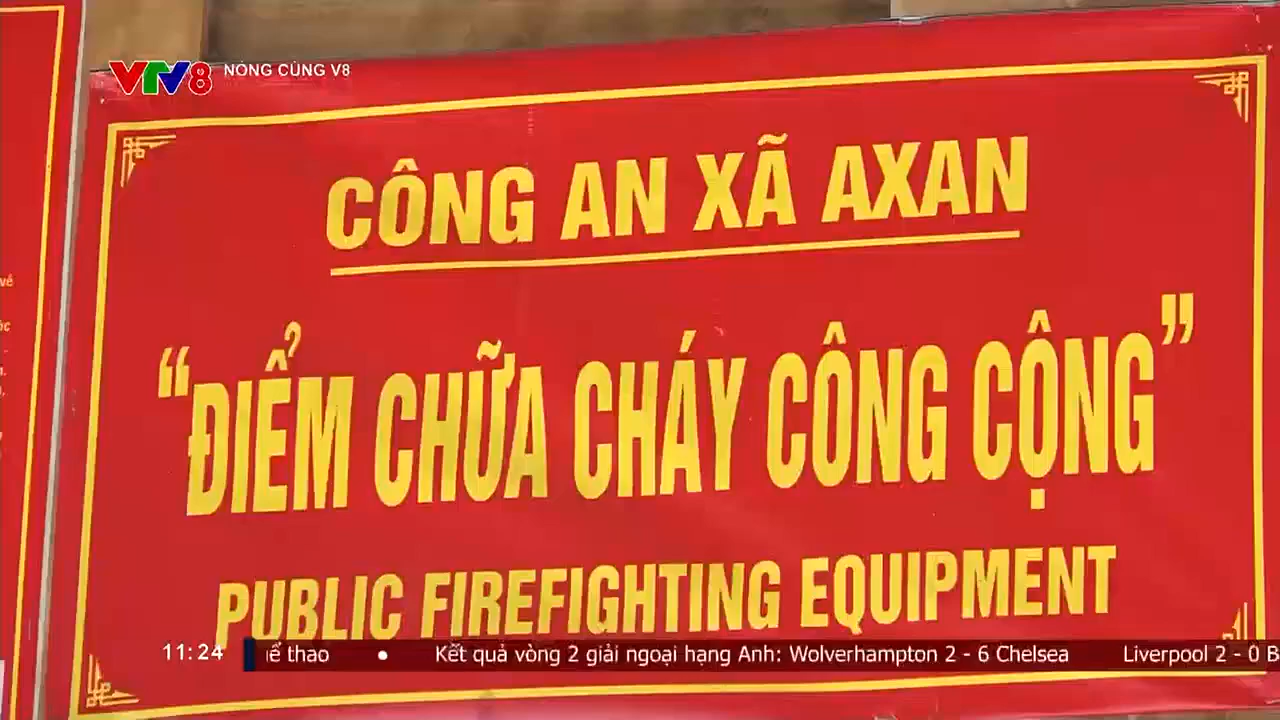 VTV8 NÓNG CÙNG V8
CÔNG AN XÃ AXAN
“ĐIỂM CHỮA CHÁY CÔNG CỘNG”
PUBLIC FIREFIGHTING EQUIPMENT
11:24 thao • Kết quả vòng 2 giải ngoại hạng Anh: Wolverhampton 2 - 6 Chelsea Liverpool 2 - 0 B